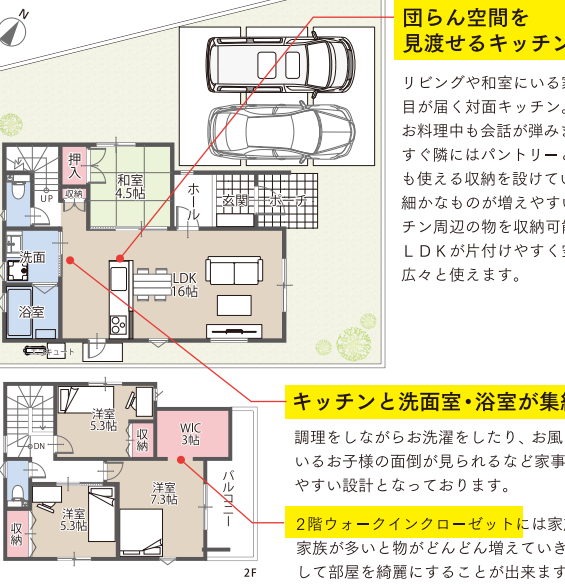 N
団らん空間を
見渡せるキッチン
リビングや和室にいる
目が届く対面キッチン。
お料理中も会話が弾みま
すぐ隣にはパントリーと
も使える収納を設けてい
細かなものが増えやすい
チン周辺の物を収納可能
LDKが片付けやすく
広々と使えます。
押入
和室
4.5帖
収納
UP
ホール
玄関
ポーチ
洗面
LDK
16帖
浴室
キッチンと洗面室・浴室が集
調理をしながらお洗濯をしたり、お風
いるお子様の面倒が見られるなど家事
やすい設計となっております。
2階ウォークインクローゼットには家
家族が多いと物がどんどん増えていき
して部屋を綺麗にすることが出来ます
洋室
5.3帖
収納
WIC
3帖
DN
洋室
7.3帖
バルコニー
洋室
5.3帖
収納
2F